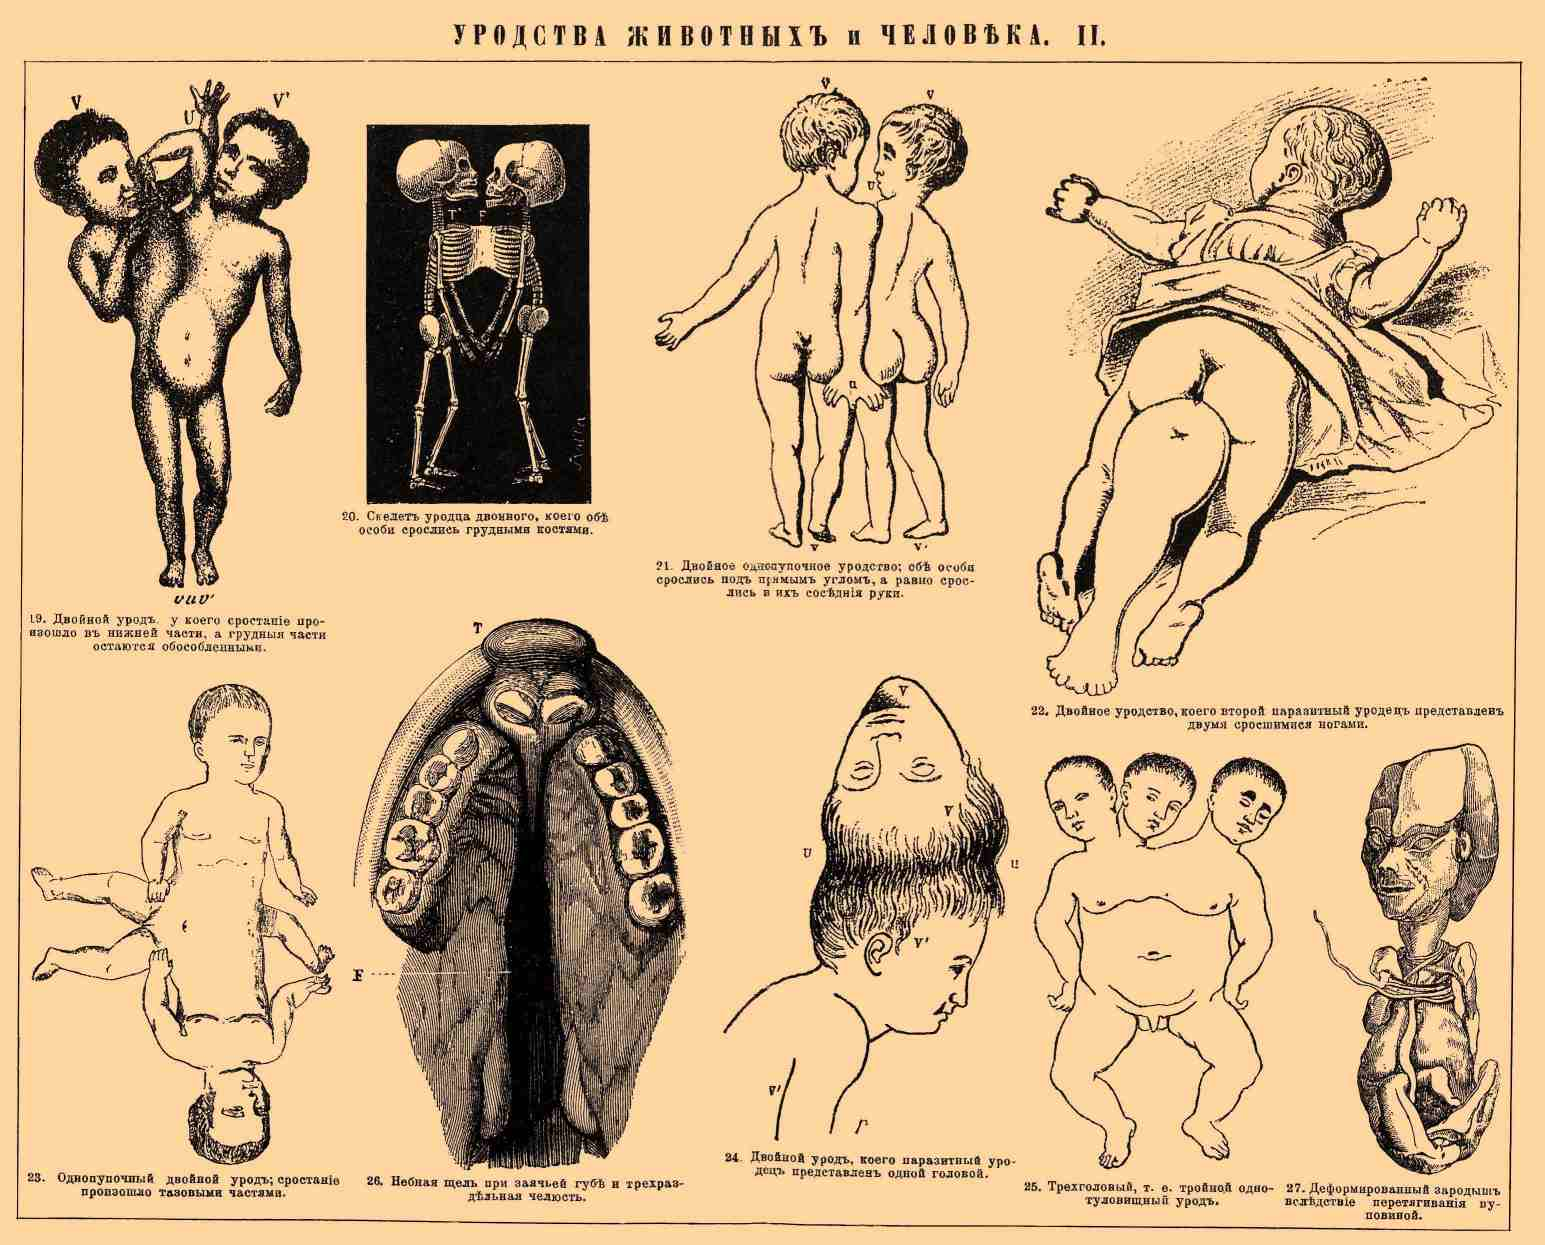 УРОДСТВА ЖИВОТНЫХЪ и ЧЕЛОВѢКА. II.
V
U
V'
vuv'
19. Двойной уродъ. у коего сростаніе про-
изошло въ нижней части, а грудныя части
остаются обособленными.
T F
20. Скелетъ уродца двойного, коего обѣ
особи срослись грудными костями.
V
V
U
u
V
V'
21. Двойное однопупочное уродство; обѣ особи
срослись подъ прямымъ угломъ, а равно срос-
лись и ихъ сосѣднія руки.
22. Двойное уродство, коего второй паразитный уродецъ представленъ
двумя сросшимися ногами.
23. Однопупочный двойной уродъ; сростаніе
произошло тазовыми частями.
T
F
26. Небная щель при заячьей губѣ и трехраз-
дѣльная челюсть.
V
V
U
u
V'
V'
r
24. Двойной уродъ, коего паразитный уро-
децъ представленъ одной головой.
25. Трехголовый, т. е. тройной одно-
туловищный уродъ.
27. Деформированный зародышъ
вслѣдствіе перетягиванія пу-
повиной.